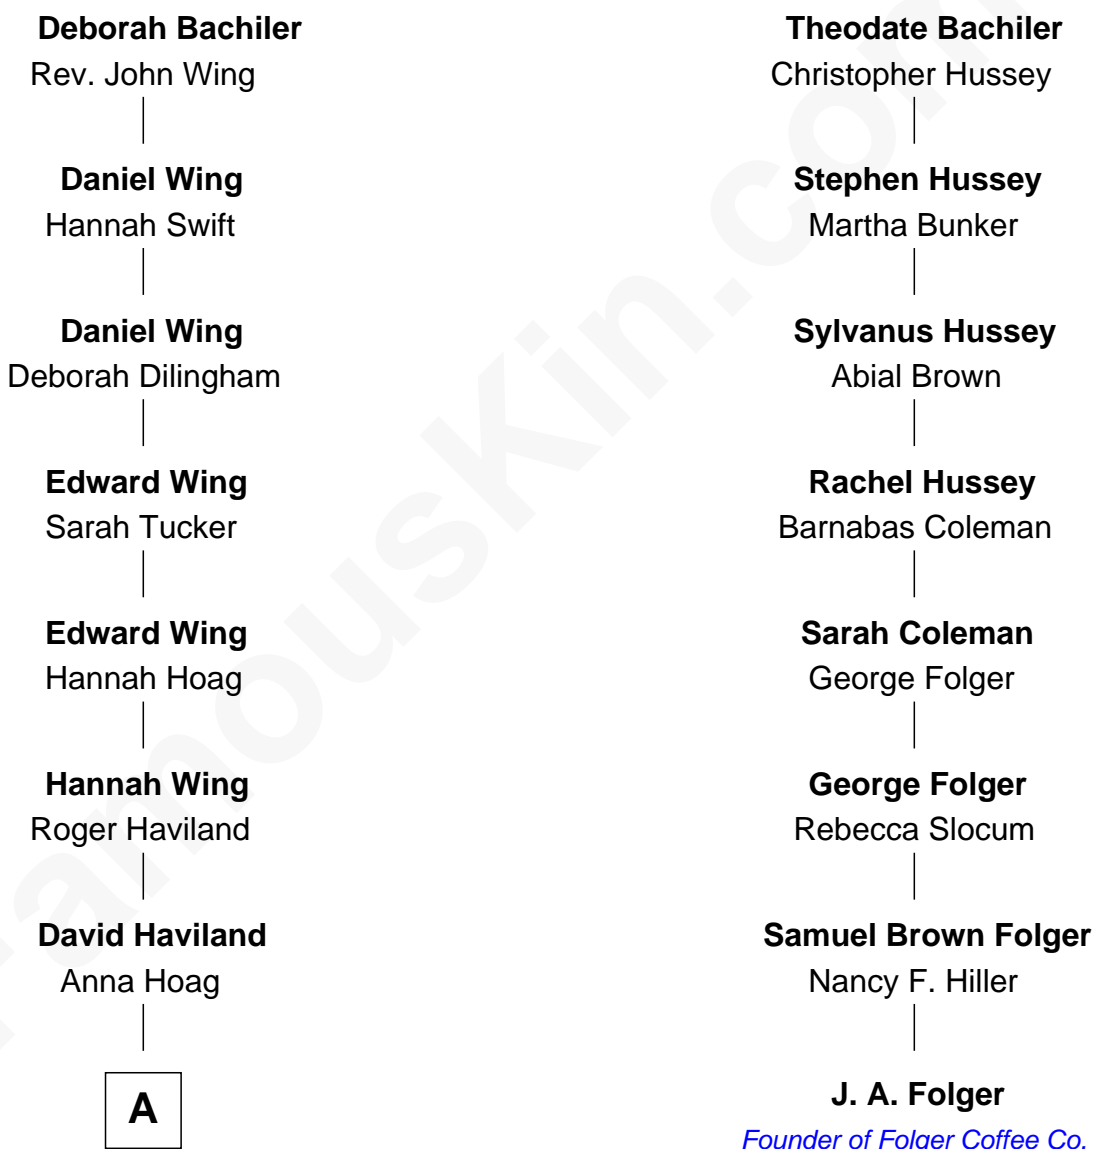 Deborah Bachiler
Rev. John Wing
Daniel Wing
Hannah Swift
Daniel Wing
Deborah Dilingham
Edward Wing
Sarah Tucker
Edward Wing
Hannah Hoag
Hannah Wing
Roger Haviland
David Haviland
Anna Hoag
A
Theodate Bachiler
Christopher Hussey
Stephen Hussey
Martha Bunker
Sylvanus Hussey
Abial Brown
Rachel Hussey
Barnabas Coleman
Sarah Coleman
George Folger
George Folger
Rebecca Slocum
Samuel Brown Folger
Nancy F. Hiller
J. A. Folger
Founder of Folger Coffee Co.
FamousKin.com